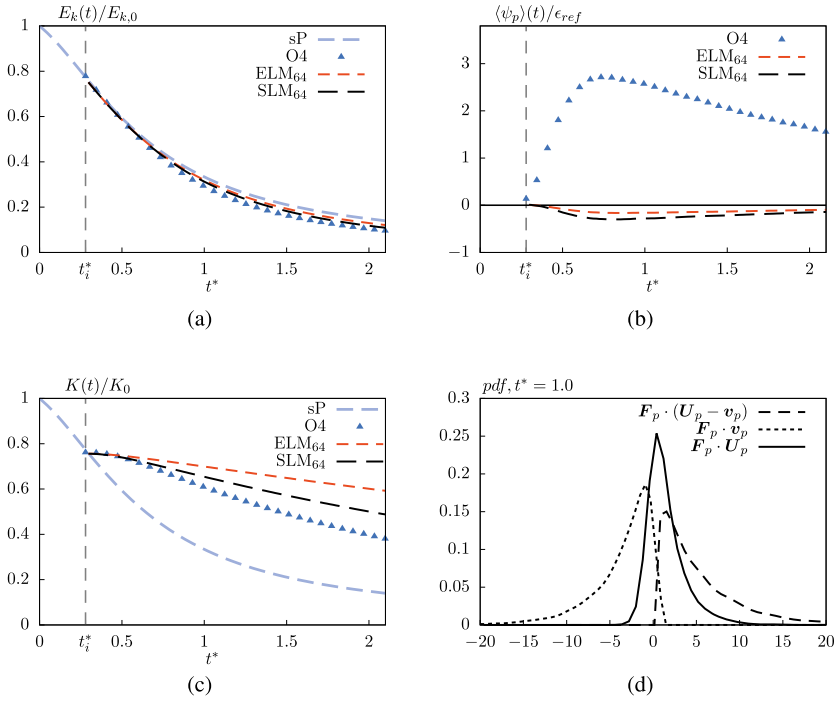 E_k(t)/E_{k,0}
sP
O4
ELM_64
SLM_64
1
0.8
0.6
0.4
0.2
0
0 t_i^* 0.5 1 1.5 2
t^*
(a)
⟨ψ_p⟩(t)/ϵ_ref
O4
ELM_64
SLM_64
3
2
1
0
−1
0 t_i^* 0.5 1 1.5 2
t^*
(b)
K(t)/K_0
sP
O4
ELM_64
SLM_64
1
0.8
0.6
0.4
0.2
0
0 t_i^* 0.5 1 1.5 2
t^*
(c)
pdf, t^* = 1.0
F_p · (U_p − v_p)
F_p · v_p
F_p · U_p
0.3
0.25
0.2
0.15
0.1
0.05
0
−20 −15 −10 −5 0 5 10 15 20
(d)